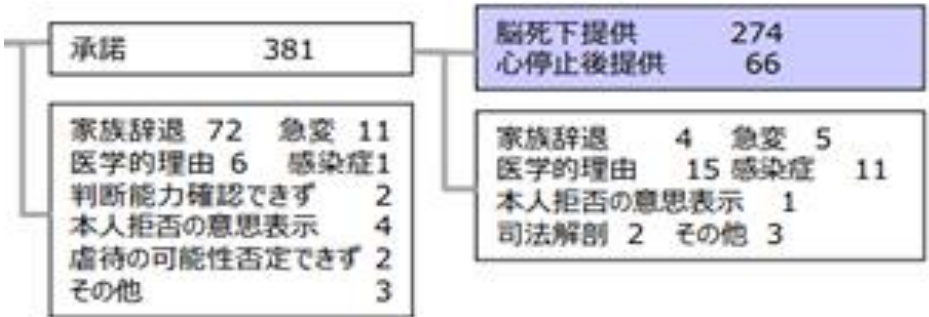 承諾 381
脳死下提供 274
心停止後提供 66
家族辞退 72 急変 11
医学的理由 6 感染症1
判断能力確認できず 2
本人拒否の意思表示 4
虐待の可能性否定できず 2
その他 3
家族辞退 4 急変 5
医学的理由 15 感染症 11
本人拒否の意思表示 1
司法解剖 2 その他 3